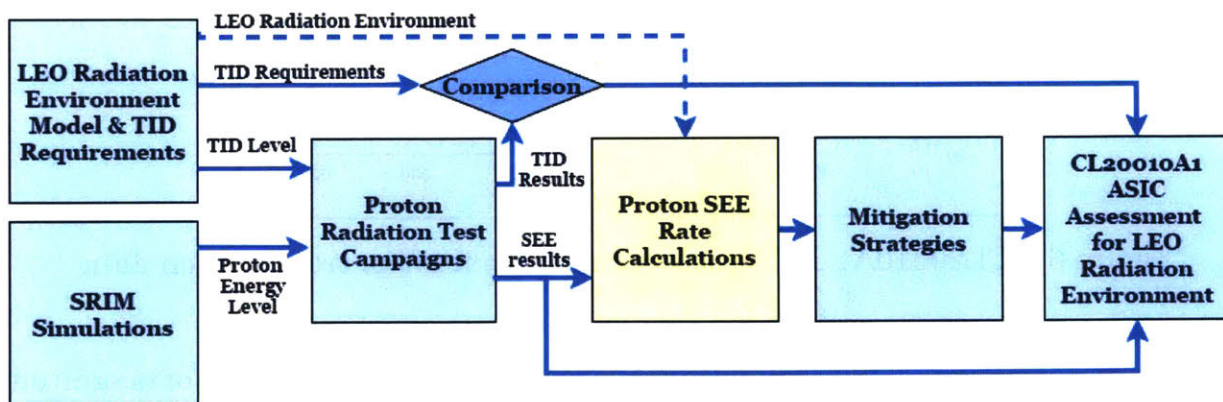 LEO Radiation Environment
LEO Radiation
Environment
Model & TID
Requirements
TID Requirements
Comparison
TID Level
TID
Results
Proton
Radiation Test
Campaigns
SEE
results
Proton SEE
Rate
Calculations
Mitigation
Strategies
CL20010A1
ASIC
Assessment
for LEO
Radiation
Environment
Proton
Energy
Level
SRIM
Simulations